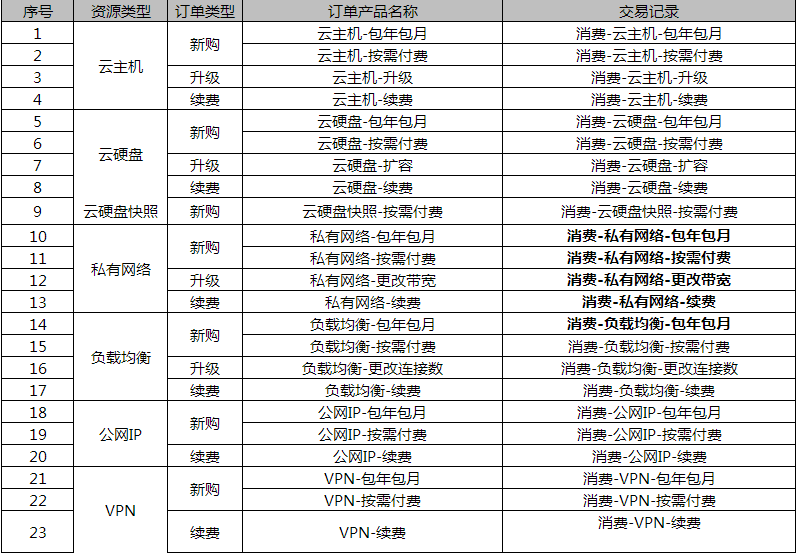 序号 资源类型 订单类型 订单产品名称 交易记录
1 云主机 新购 云主机-包年包月 消费-云主机-包年包月
2 云主机-按需付费 消费-云主机-按需付费
3 升级 云主机-升级 消费-云主机-升级
4 续费 云主机-续费 消费-云主机-续费
5 云硬盘 新购 云硬盘-包年包月 消费-云硬盘-包年包月
6 云硬盘-按需付费 消费-云硬盘-按需付费
7 升级 云硬盘-扩容 消费-云硬盘-扩容
8 续费 云硬盘-续费 消费-云硬盘-续费
9 云硬盘快照 新购 云硬盘快照-按需付费 消费-云硬盘快照-按需付费
10 私有网络 新购 私有网络-包年包月 消费-私有网络-包年包月
11 私有网络-按需付费 消费-私有网络-按需付费
12 升级 私有网络-更改带宽 消费-私有网络-更改带宽
13 续费 私有网络-续费 消费-私有网络-续费
14 负载均衡 新购 负载均衡-包年包月 消费-负载均衡-包年包月
15 负载均衡-按需付费 消费-负载均衡-按需付费
16 升级 负载均衡-更改连接数 消费-负载均衡-更改连接数
17 续费 负载均衡-续费 消费-负载均衡-续费
18 公网IP 新购 公网IP-包年包月 消费-公网IP-包年包月
19 公网IP-按需付费 消费-公网IP-按需付费
20 续费 公网IP-续费 消费-公网IP-续费
21 VPN 新购 VPN-包年包月 消费-VPN-包年包月
22 VPN-按需付费 消费-VPN-按需付费
23 续费 VPN-续费 消费-VPN-续费